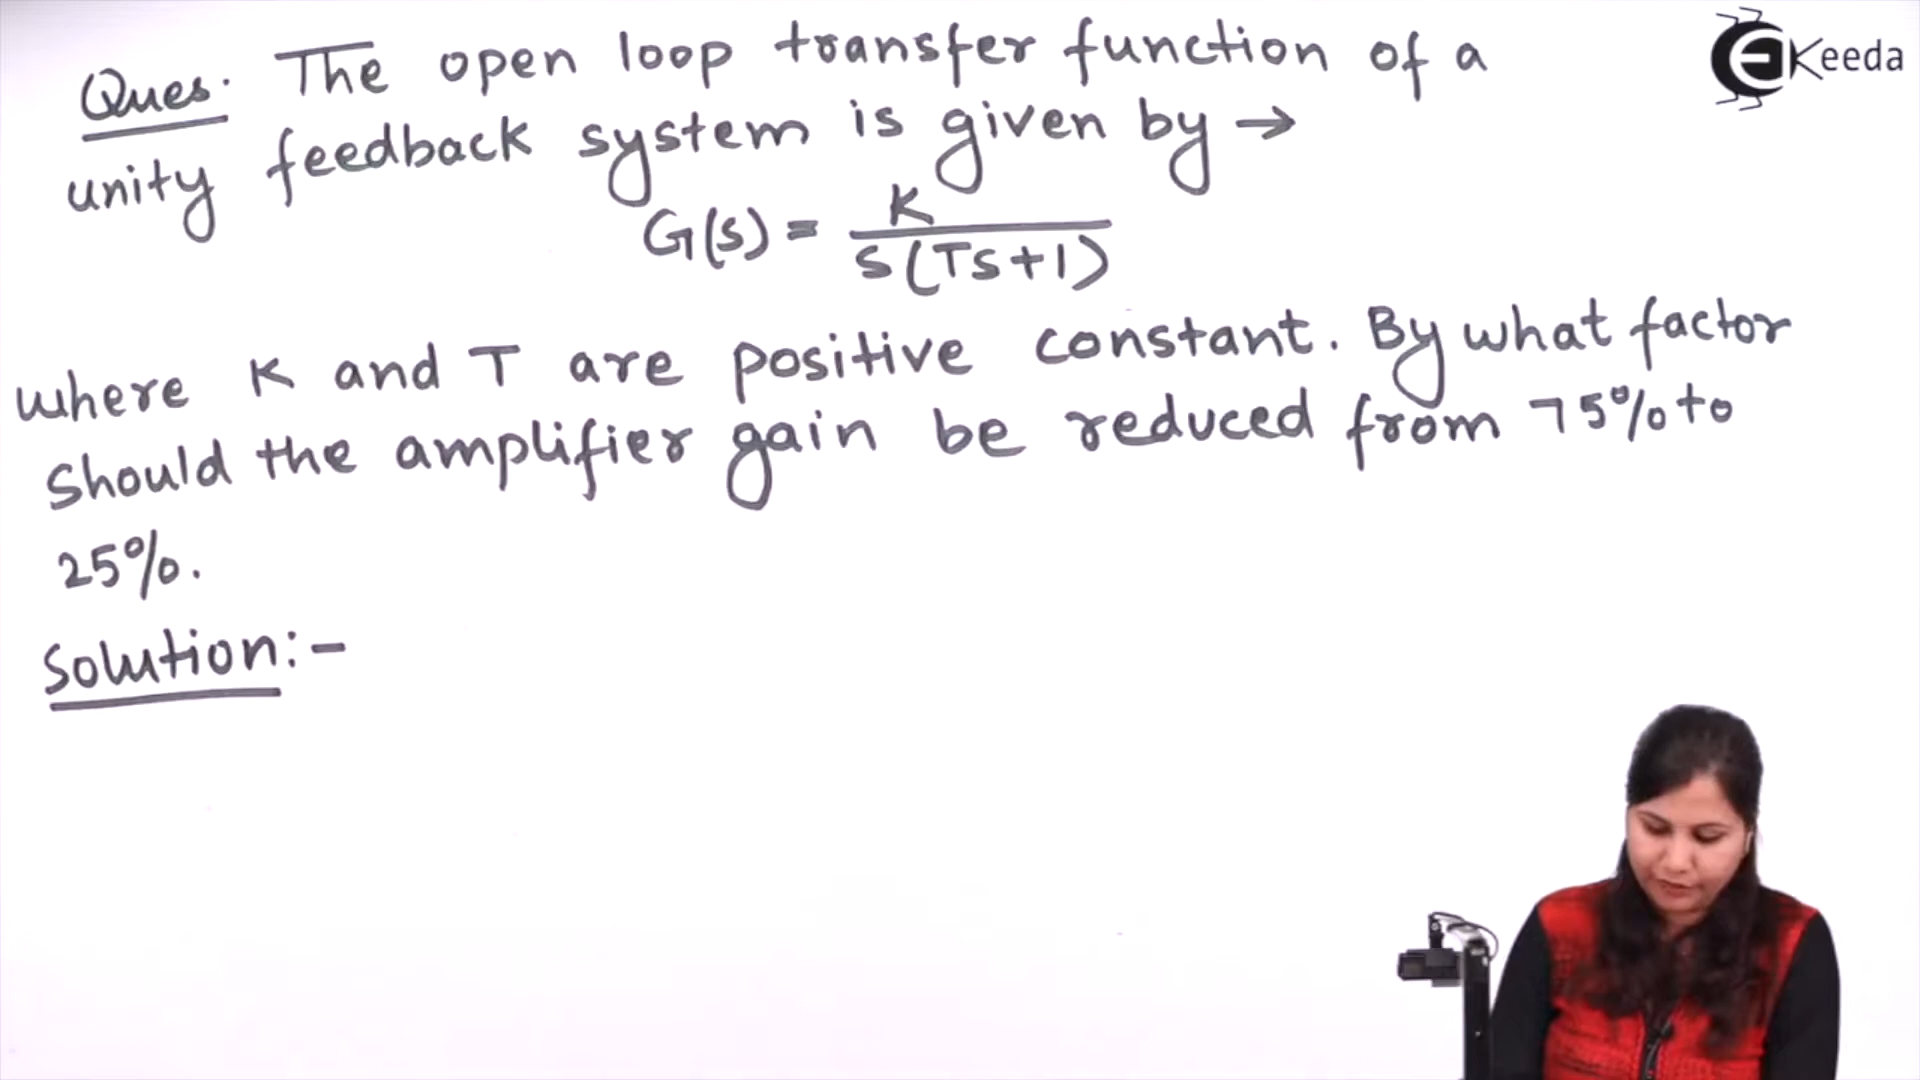 Ques. The open loop transfer function of a
unity feedback system is given by →
G(s) = K / s(Ts+1)
where K and T are positive constant. By what factor
should the amplifier gain be reduced from 75% to
25%.
Solution:-
EKeeda